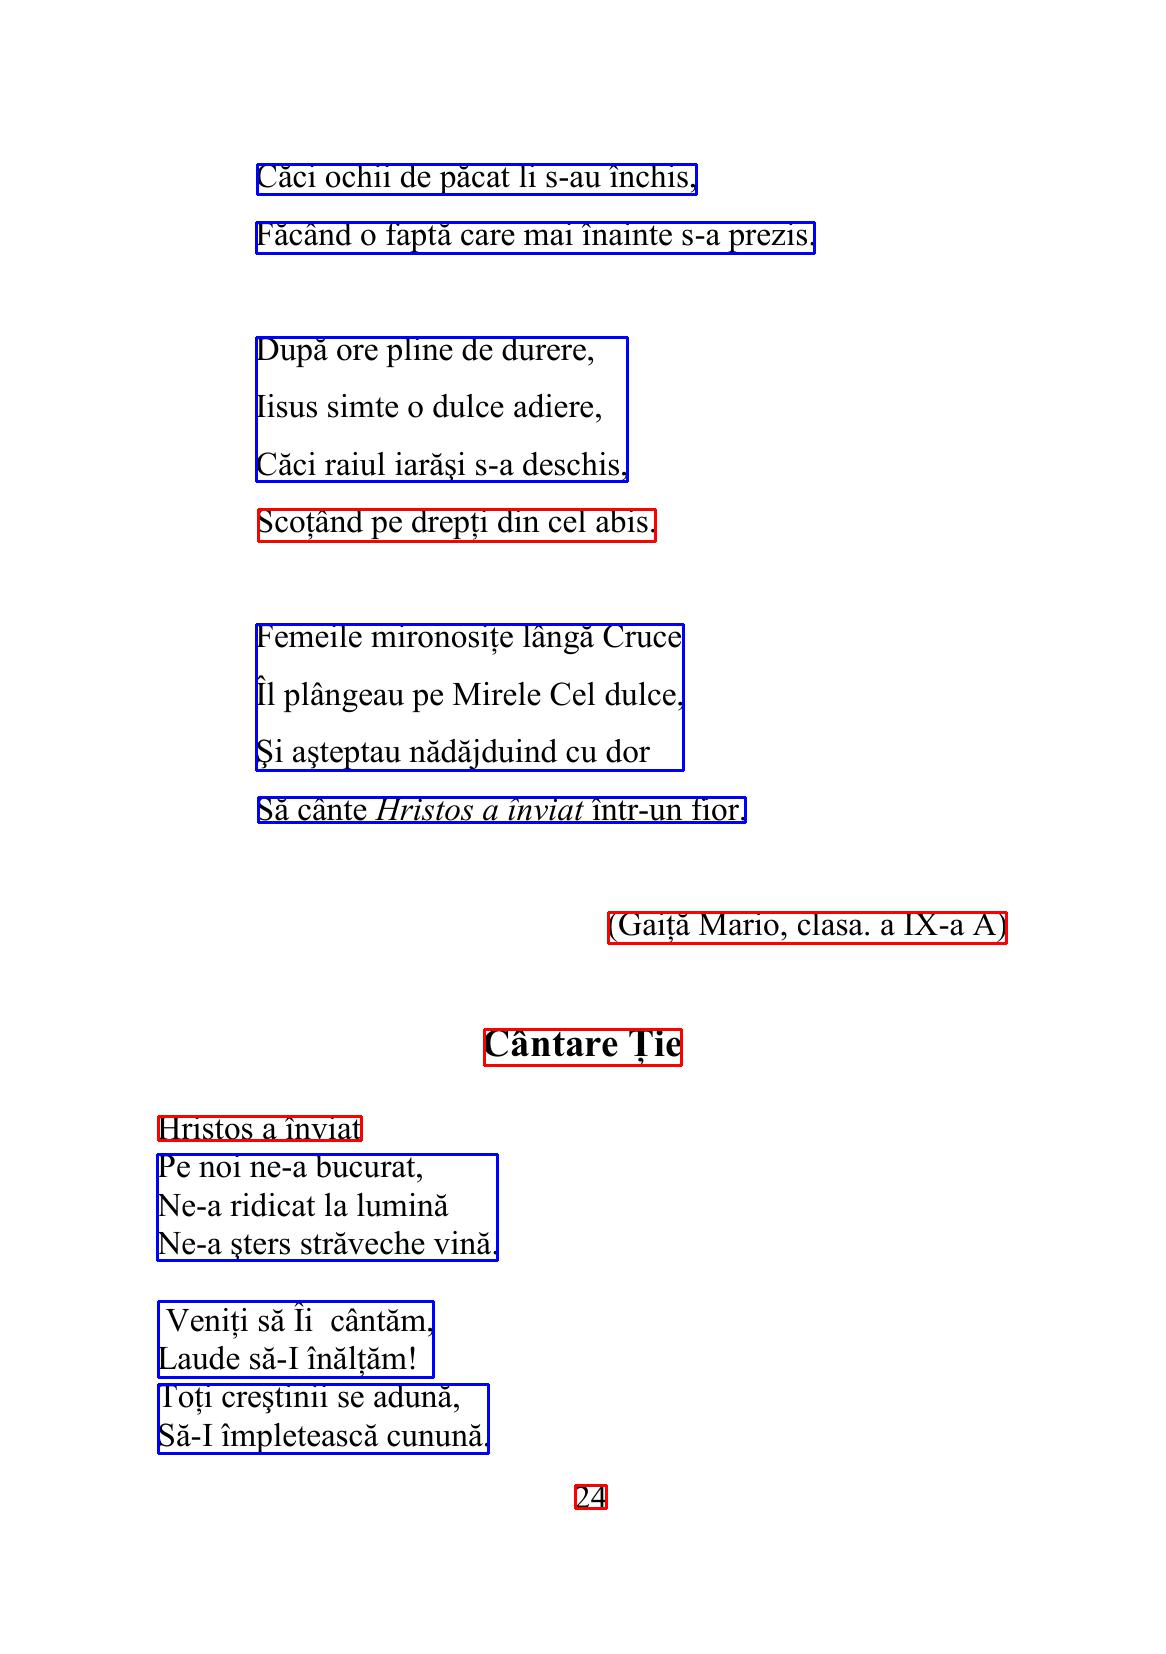 Căci ochii de păcat li s-au închis,
Făcând o faptă care mai înainte s-a prezis.
După ore pline de durere,
Iisus simte o dulce adiere,
Căci raiul iarăşi s-a deschis,
Scoțând pe drepți din cel abis.
Femeile mironosițe lângă Cruce
Îl plângeau pe Mirele Cel dulce,
Şi aşteptau nădăjduind cu dor
Să cânte Hristos a înviat într-un fior.
(Gaiță Mario, clasa. a IX-a A)
Cântare Ție
Hristos a înviat
Pe noi ne-a bucurat,
Ne-a ridicat la lumină
Ne-a şters străveche vină.
Veniți să Îi  cântăm,
Laude să-I înălțăm!
Toți creştinii se adună,
Să-I împletească cunună.
24